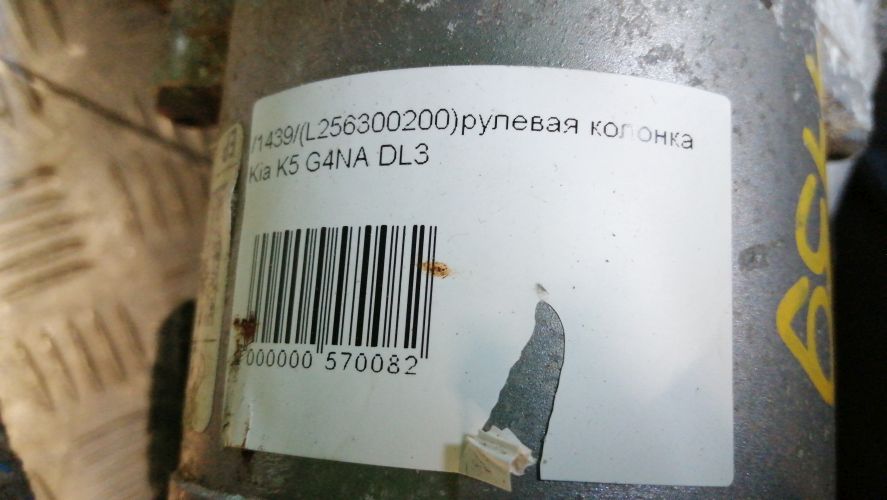 /1439/(L256300200)рулевая колонка
Kia K5 G4NA DL3
000000 570082